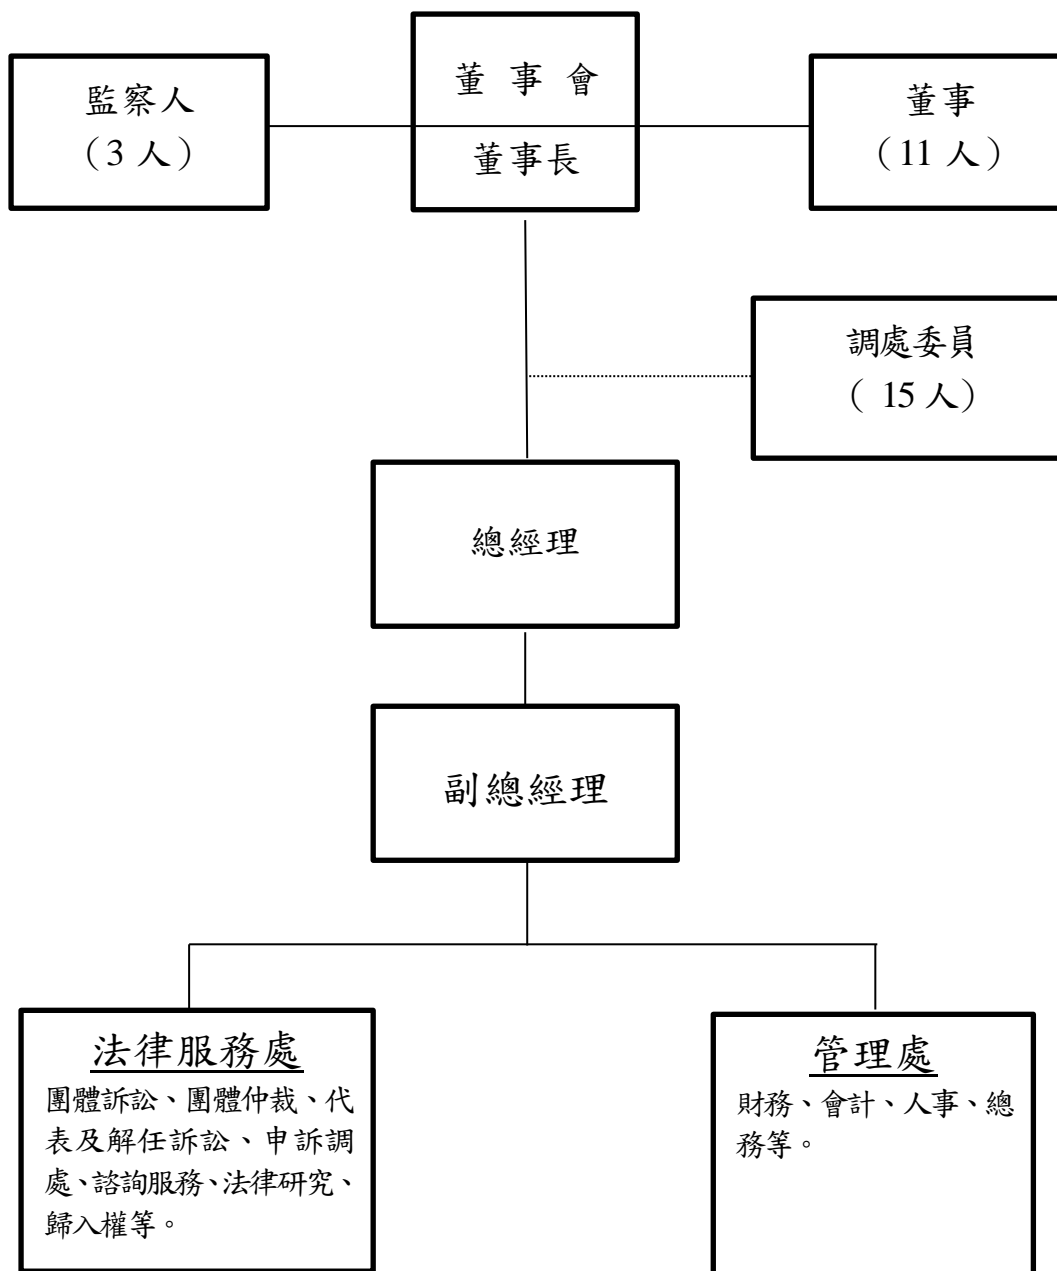 監察人
（3 人）
董 事 會
董事長
董事
（11 人）
調處委員
（ 15 人）
總經理
副總經理
法律服務處
團體訴訟、團體仲裁、代
表及解任訴訟、申訴調
處、諮詢服務、法律研究、
歸入權等。
管理處
財務、會計、人事、總
務等。